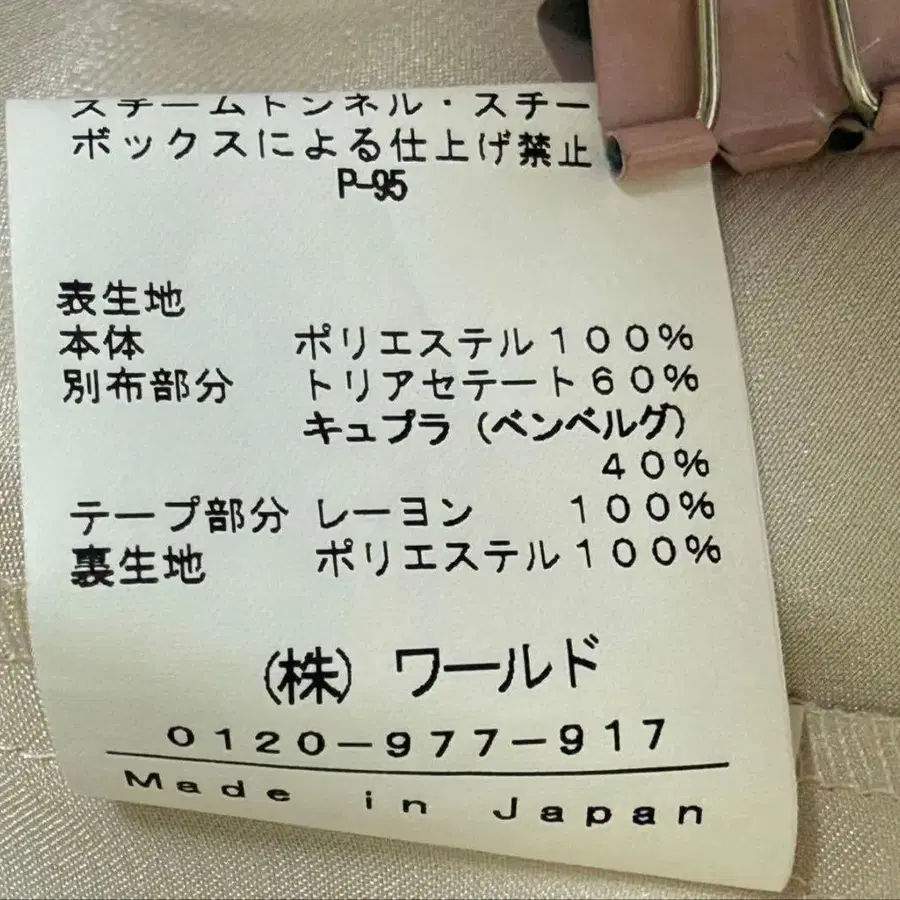 スチームトンネル・スチー
ボックスによる仕上げ禁止
P-95
表生地
本体 ポリエステル100%
別布部分 トリアセテート60%
キュプラ(ベンベルグ)
40%
テープ部分 レーヨン 100%
裏生地 ポリエステル100%
(株) ワールド
0120-977-917
Made in Japan